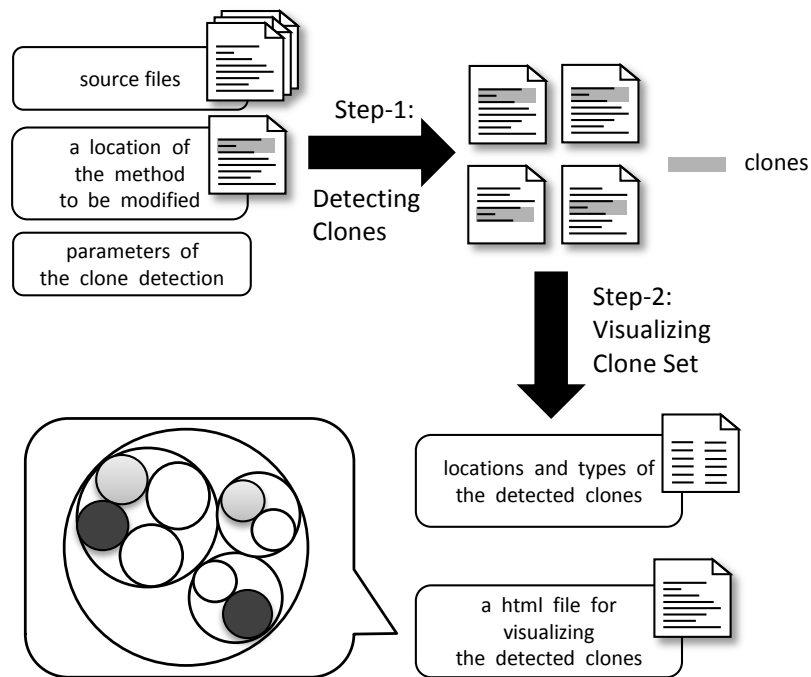 source files
a location of
the method
to be modified
parameters of
the clone detection
Step-1:
Detecting
Clones
clones
Step-2:
Visualizing
Clone Set
locations and types of
the detected clones
a html file for
visualizing
the detected clones